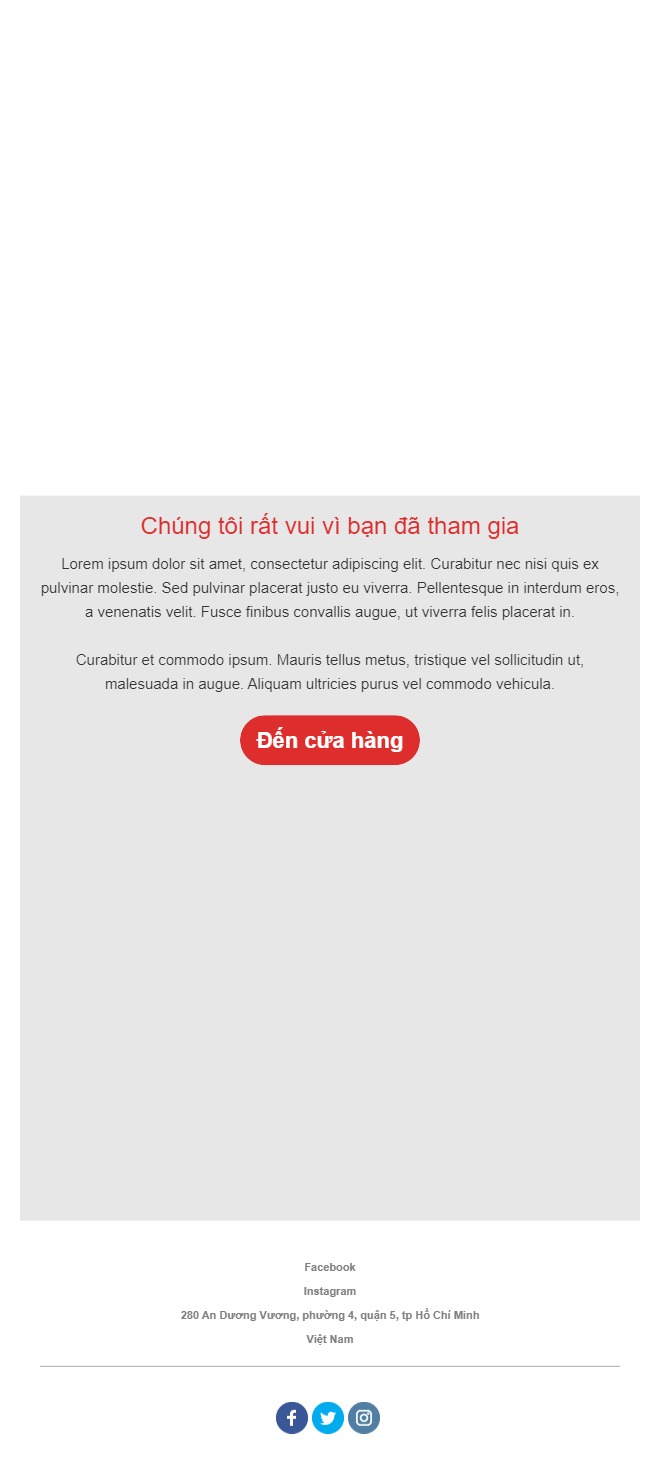 Chúng tôi rất vui vì bạn đã tham gia
Lorem ipsum dolor sit amet, consectetur adipiscing elit. Curabitur nec nisi quis ex
pulvinar molestie. Sed pulvinar placerat justo eu viverra. Pellentesque in interdum eros,
a venenatis velit. Fusce finibus convallis augue, ut viverra felis placerat in.
Curabitur et commodo ipsum. Mauris tellus metus, tristique vel sollicitudin ut,
malesuada in augue. Aliquam ultricies purus vel commodo vehicula.
Đến cửa hàng
Facebook
Instagram
280 An Dương Vương, phường 4, quận 5, tp Hồ Chí Minh
Việt Nam